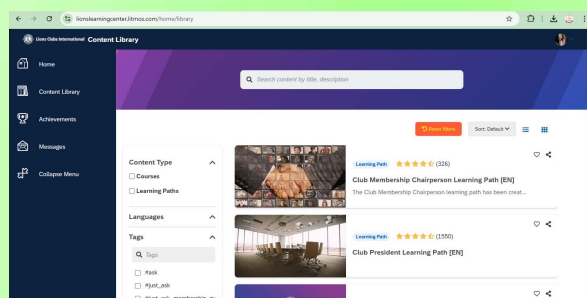 lionslearningcenter.litmos.com/home/library
Lions Clubs International Content Library
Home
Content Library
Achievements
Messages
Collapse Menu
Search content by title, description
Reset filters
Sort: Default
Content Type
Courses
Learning Paths
Languages
Tags
Tags
#ask
#just_ask
Learning Path (326)
Club Membership Chairperson Learning Path [EN]
The Club Membership Chairperson learning path has been creat...
Learning Path (1550)
Club President Learning Path [EN]